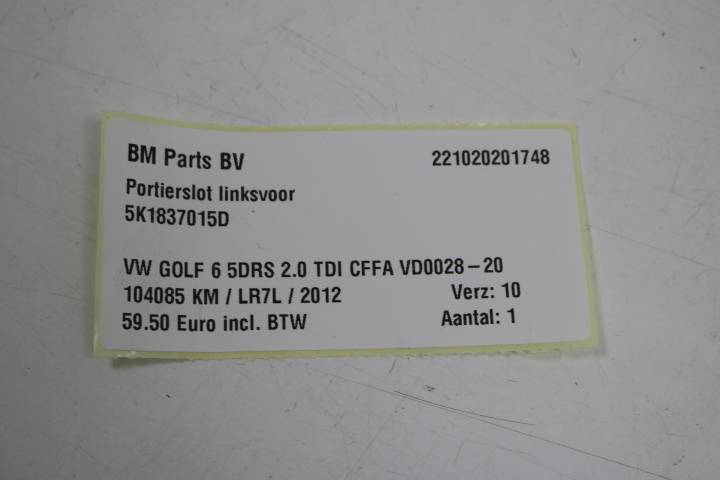 BM Parts BV 221020201748
Portierslot linksvoor
5K1837015D
VW GOLF 6 5DRS 2.0 TDI CFFA VD0028-20
104085 KM / LR7L / 2012 Verz: 10
59.50 Euro incl. BTW Aantal: 1